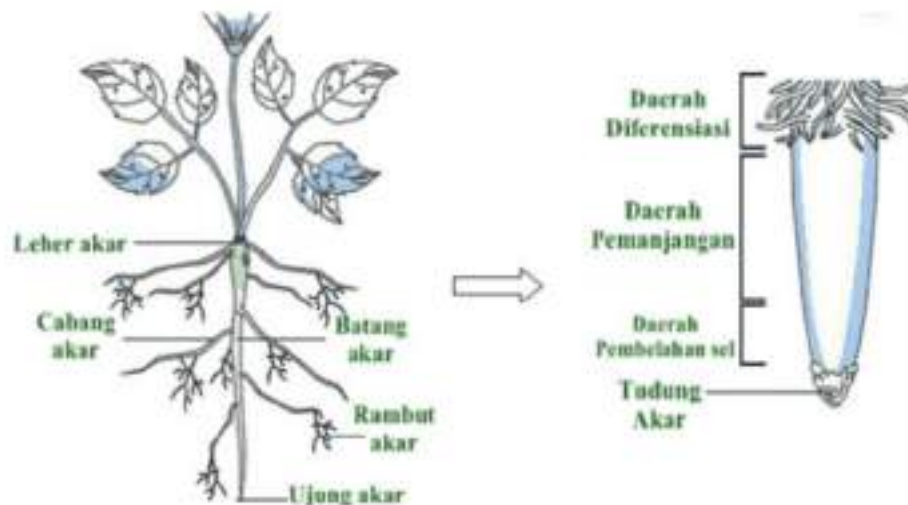 Leher akar
Cabang
akar
Batang
akar
Rambut
akar
Ujung akar
Daerah
Diferensiasi
Daerah
Pemanjangan
Daerah
Pembelahan sel
Tudung
Akar